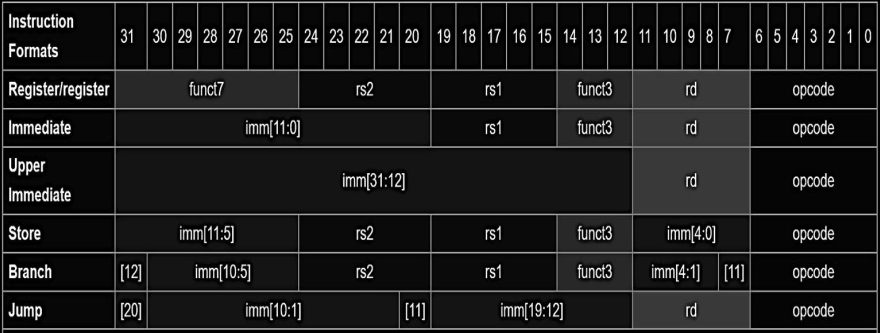 Instruction Formats 31 30 29 28 27 26 25 24 23 22 21 20 19 18 17 16 15 14 13 12 11 10 9 8 7 6 5 4 3 2 1 0
Register/register funct7 rs2 rs1 funct3 rd opcode
Immediate imm[11:0] rs1 funct3 rd opcode
Upper Immediate imm[31:12] rd opcode
Store imm[11:5] rs2 rs1 funct3 imm[4:0] opcode
Branch [12] imm[10:5] rs2 rs1 funct3 imm[4:1] [11] opcode
Jump [20] imm[10:1] [11] imm[19:12] rd opcode